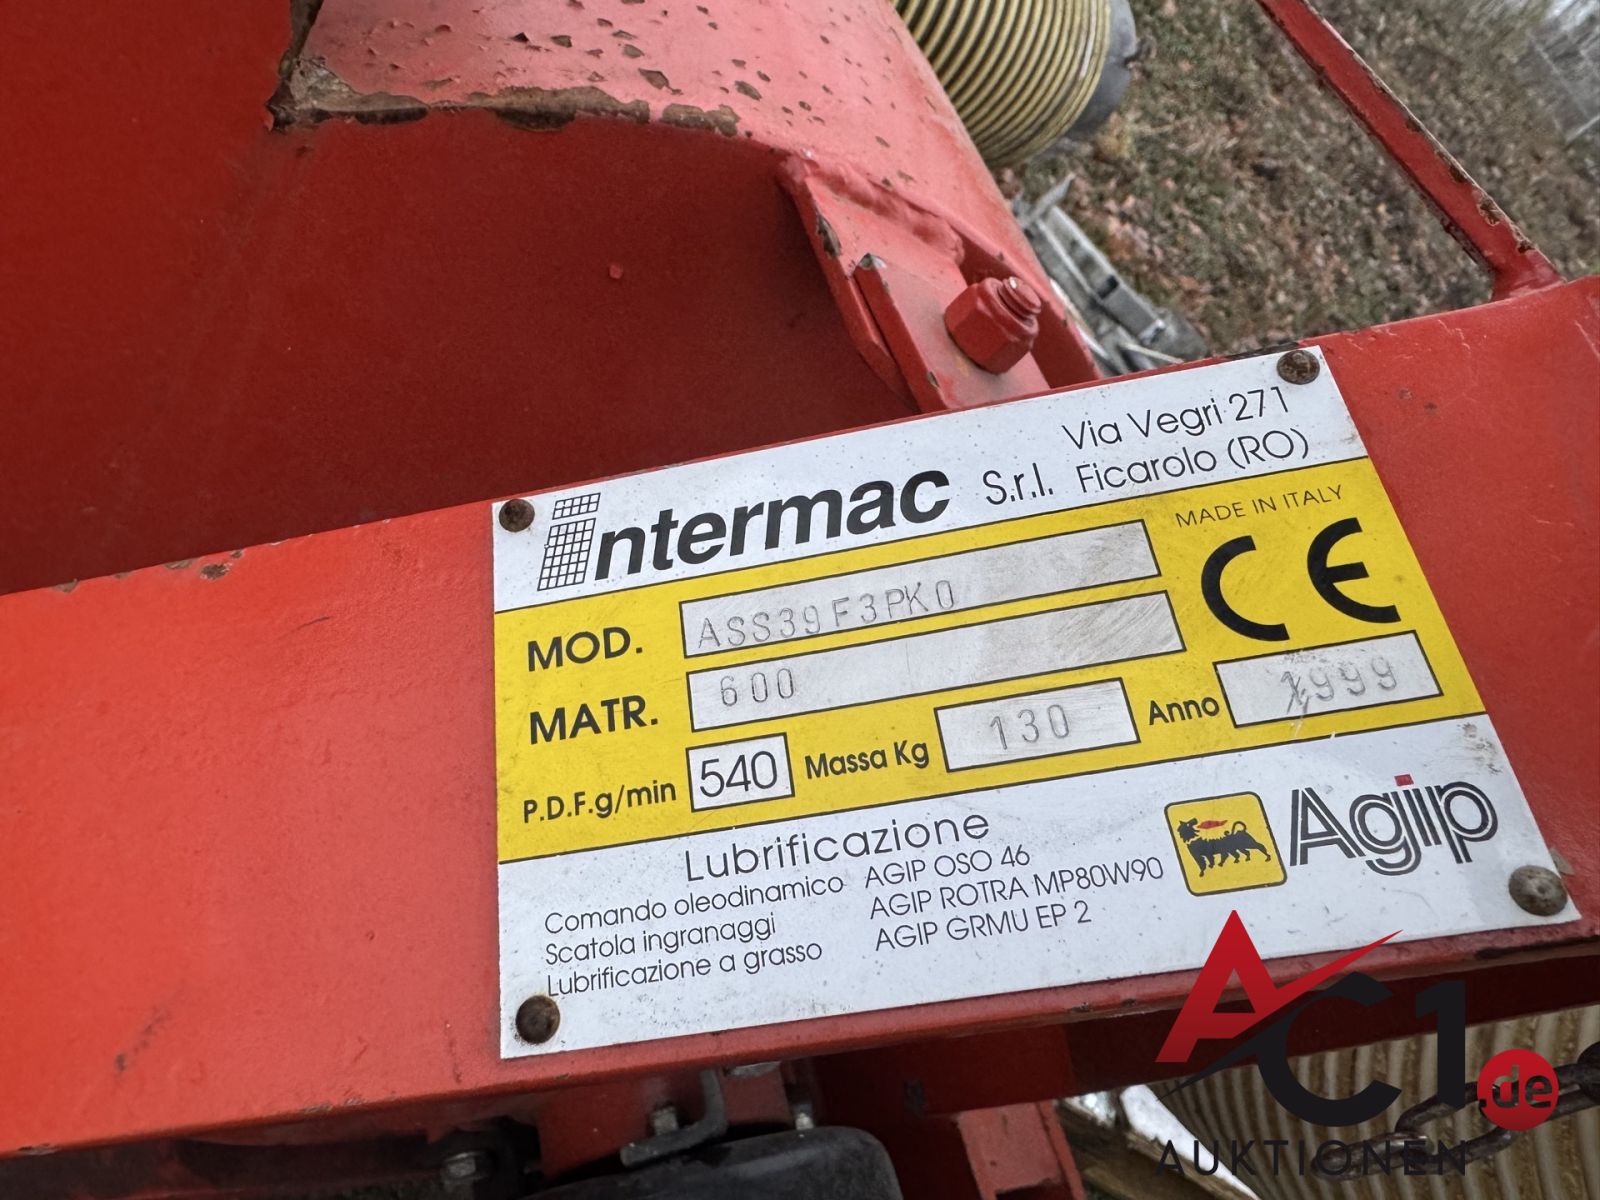 intermac S.r.l. Via Vegri 271
Ficarolo (RO)
MADE IN ITALY
CE
MOD. ASS39F3PK0
MATR. 600
P.D.F.g/min 540 Massa Kg 130 Anno 1999
Lubrificazione
Comando oleodinamico AGIP OSO 46
Scatola ingranaggi AGIP ROTRA MP80W90
Lubrificazione a grasso AGIP GRMU EP 2
Agip
AC1.de
AUKTIONEN